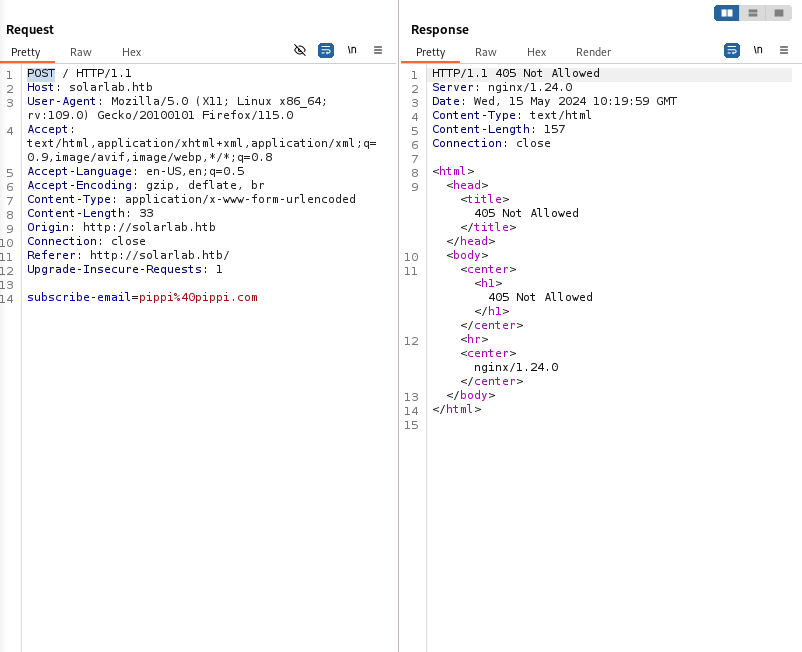 Request
Pretty Raw Hex
\n
1 POST / HTTP/1.1
2 Host: solarlab.htb
3 User-Agent: Mozilla/5.0 (X11; Linux x86_64;
rv:109.0) Gecko/20100101 Firefox/115.0
4 Accept:
text/html,application/xhtml+xml,application/xml;q=
0.9,image/avif,image/webp,*/*;q=0.8
5 Accept-Language: en-US,en;q=0.5
6 Accept-Encoding: gzip, deflate, br
7 Content-Type: application/x-www-form-urlencoded
8 Content-Length: 33
9 Origin: http://solarlab.htb
10 Connection: close
11 Referer: http://solarlab.htb/
12 Upgrade-Insecure-Requests: 1
13
14 subscribe-email=pippi%40pippi.com
Response
Pretty Raw Hex Render
\n
1 HTTP/1.1 405 Not Allowed
2 Server: nginx/1.24.0
3 Date: Wed, 15 May 2024 10:19:59 GMT
4 Content-Type: text/html
5 Content-Length: 157
6 Connection: close
7
8 <html>
9 <head>
<title>
405 Not Allowed
</title>
</head>
10 <body>
11 <center>
<h1>
405 Not Allowed
</h1>
</center>
12 <hr>
<center>
nginx/1.24.0
</center>
13 </body>
14 </html>
15